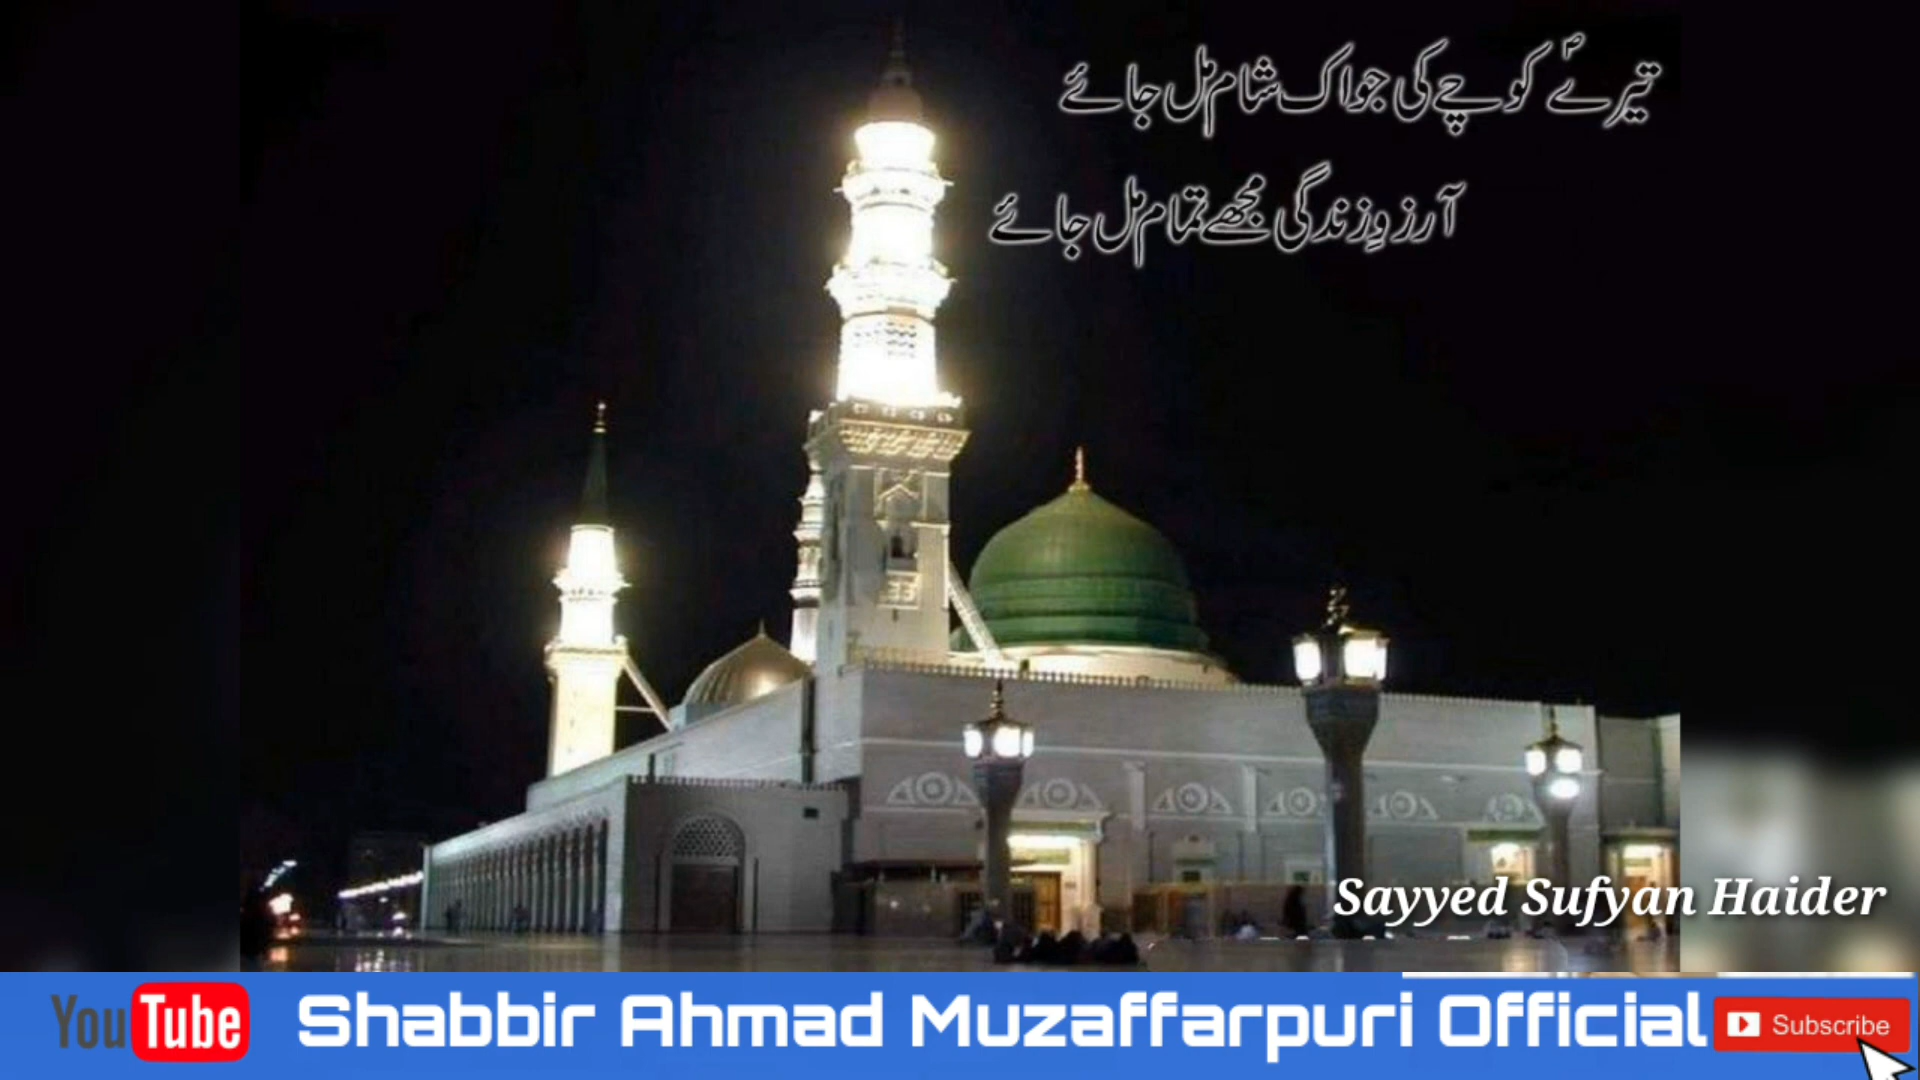 تیرےؐ کوچے کی جو اک شام مل جائے
آرزوِ زندگی مجھے تمام مل جائے
Sayyed Sufyan Haider
YouTube Shabbir Ahmad Muzaffarpuri Official Subscribe